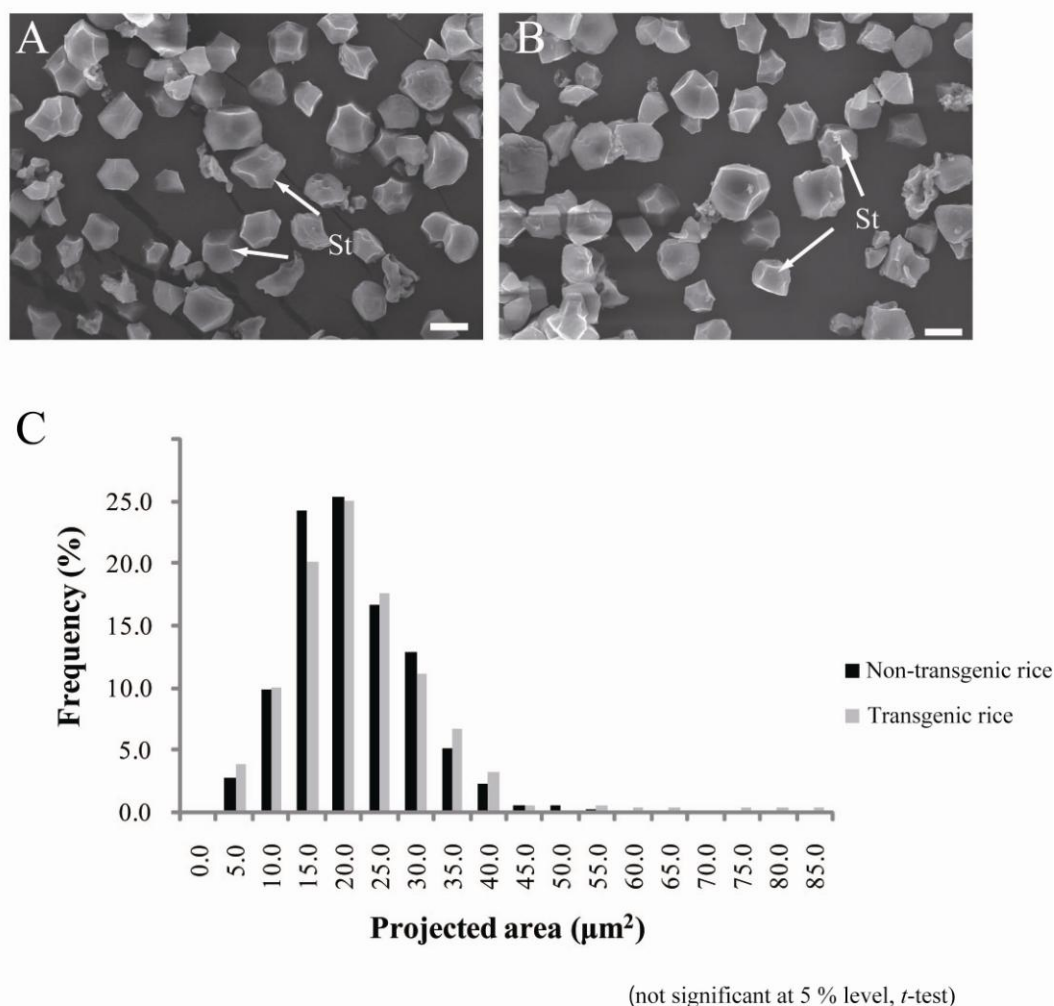 A
B
St
St
C
Frequency (%)
25.0
20.0
15.0
10.0
5.0
0.0
0.0 5.0 10.0 15.0 20.0 25.0 30.0 35.0 40.0 45.0 50.0 55.0 60.0 65.0 70.0 75.0 80.0 85.0
Projected area (µm²)
Non-transgenic rice
Transgenic rice
(not significant at 5 % level, t-test)